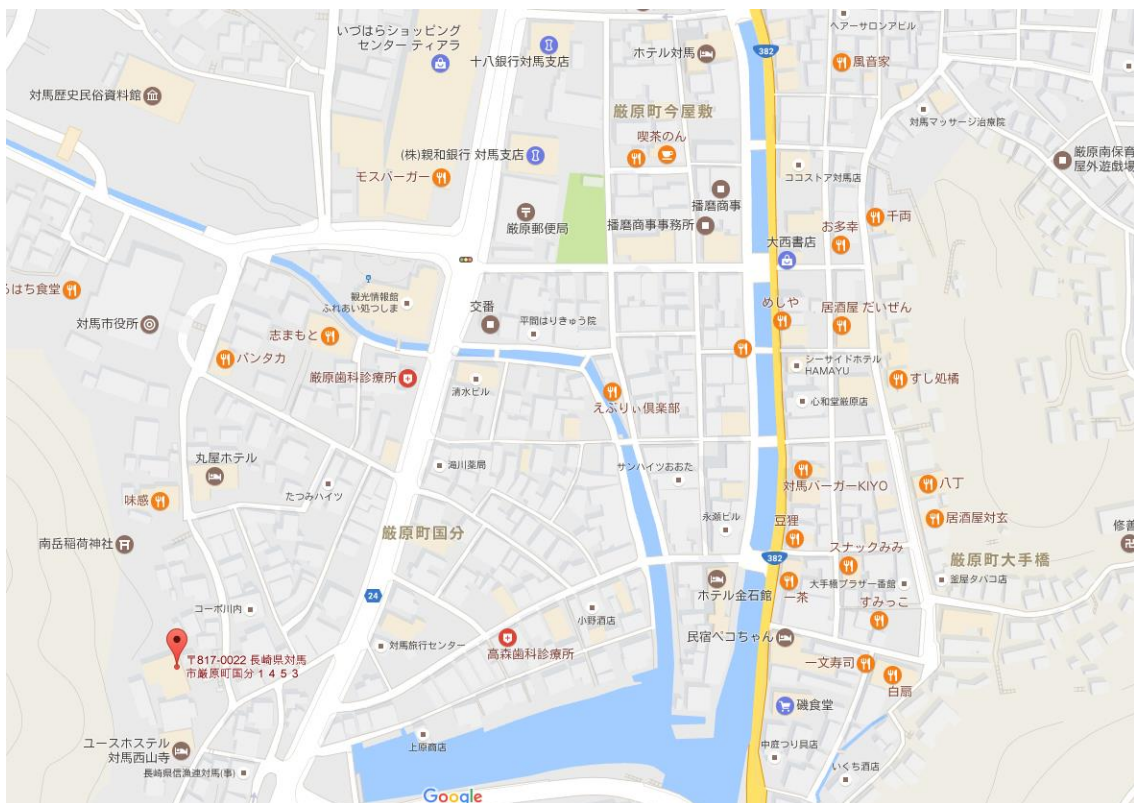 いづはらショッピング
センター ティアラ
十八銀行対馬支店
ホテル対馬
382
ヘアーサロンアピル
風音家
対馬歴史民俗資料館
厳原町今屋敷
対馬マッサージ治療院
喫茶のん
(株)親和銀行 対馬支店
モスバーガー
厳原南保育
屋外遊戯場
ココストア対馬店
播磨商事
播磨商事事務所
千両
お多幸
厳原郵便局
大西書店
らはち食堂
観光情報館
ふれあい処つしま
対馬市役所
交番
平間はりきゅう院
めしや
居酒屋 だいぜん
志まもと
バンタカ
厳原歯科診療所
清水ビル
シーサイドホテル
HAMAYU
すし処橘
えぶりぃ倶楽部
心和堂厳原店
丸屋ホテル
海川薬局
サンハイツおおた
対馬バーガーKIYO
八丁
たつみハイツ
味感
永瀬ビル
豆狸
居酒屋対玄
厳原町国分
南岳稲荷神社
スナックみみ
厳原町大手橋
修善
382
24
ホテル金石館
一茶
大手橋プラザー番館
釜屋タバコ店
コーポ川内
小野酒店
すみっこ
対馬旅行センター
高森歯科診療所
民宿ペコちゃん
〒817-0022 長崎県対馬
市厳原町国分１４５３
一文寿司
白扇
磯食堂
ユースホステル
対馬西山寺
上原商店
中庭つり具店
長崎県信漁連対馬(事)
いくち酒店
Google